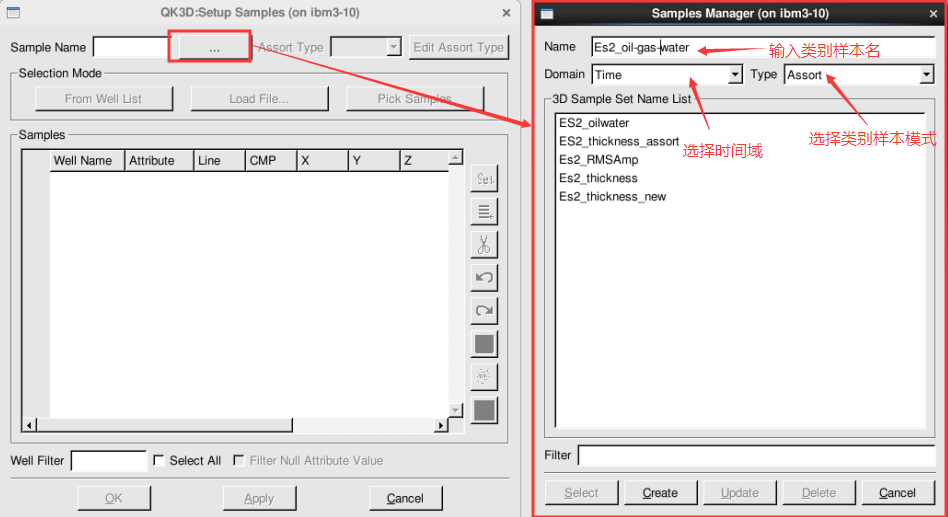 QK3D:Setup Samples (on ibm3-10)
Sample Name ... Assort Type Edit Assort Type
Selection Mode
From Well List Load File... Pick Samples
Samples
Well Name Attribute Line CMP X Y Z
Sel.
Well Filter Select All Filter Null Attribute Value
OK Apply Cancel
Samples Manager (on ibm3-10)
Name Es2_oil-gas-water 输入类别样本名
Domain Time Type Assort
3D Sample Set Name List
ES2_oilwater
ES2_thickness_assort
Es2_RMSAmp
Es2_thickness
Es2_thickness_new
选择时间域
选择类别样本模式
Filter
Select Create Update Delete Cancel